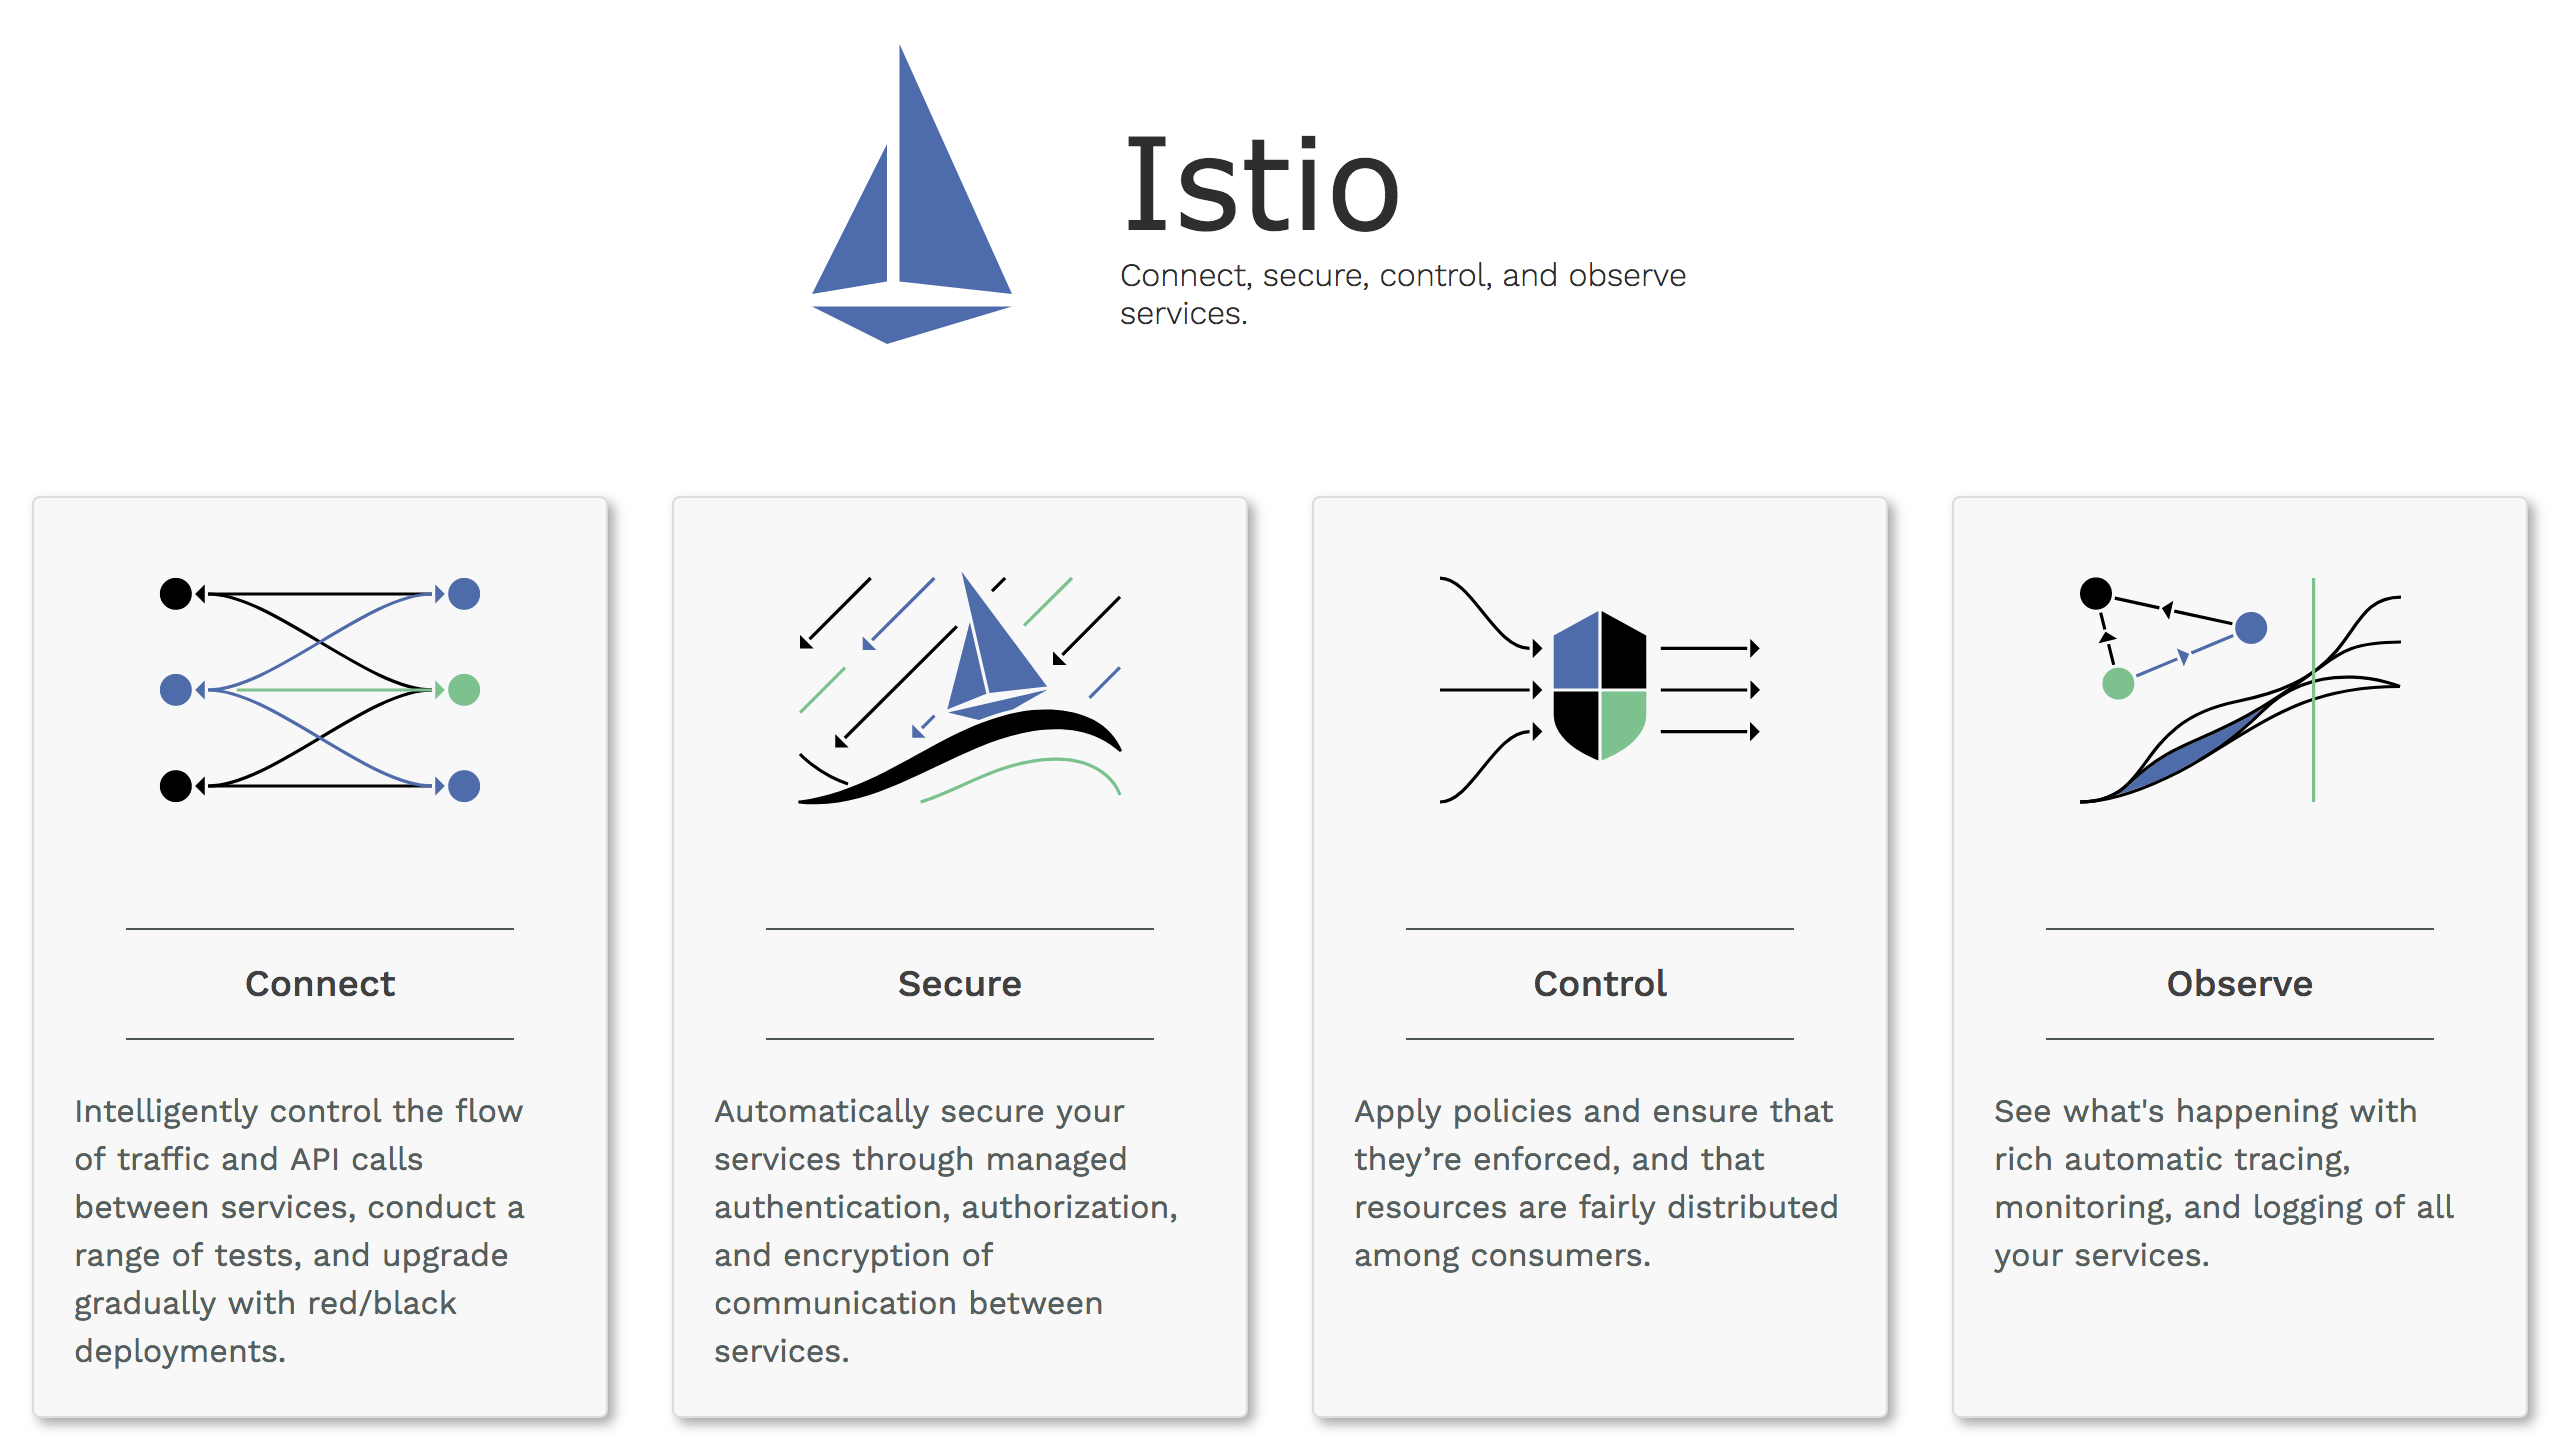 Istio
Connect, secure, control, and observe
services.
Connect
Intelligently control the flow
of traffic and API calls
between services, conduct a
range of tests, and upgrade
gradually with red/black
deployments.
Secure
Automatically secure your
services through managed
authentication, authorization,
and encryption of
communication between
services.
Control
Apply policies and ensure that
they’re enforced, and that
resources are fairly distributed
among consumers.
Observe
See what's happening with
rich automatic tracing,
monitoring, and logging of all
your services.